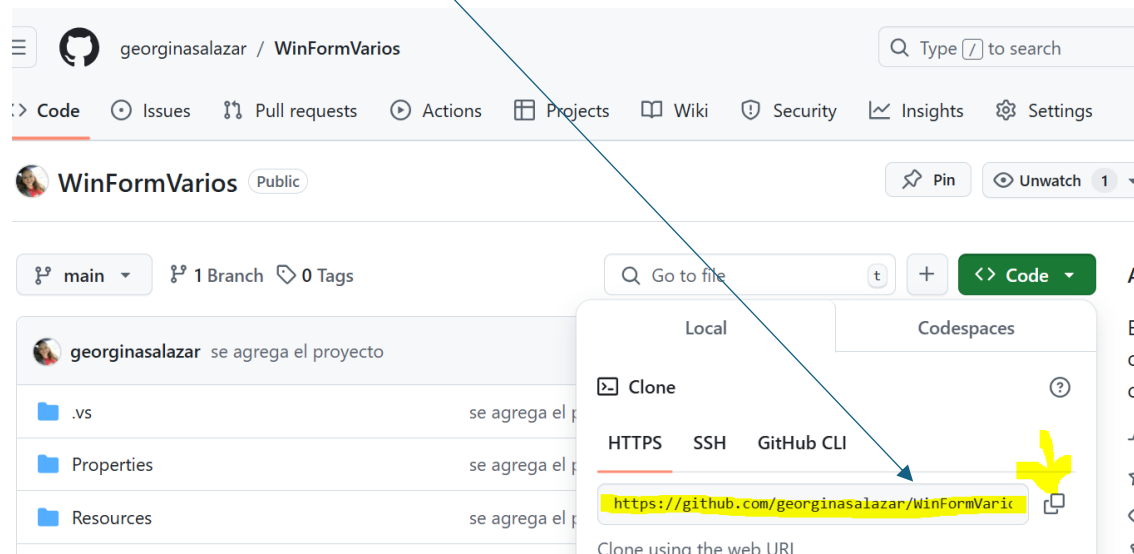 georginasalazar / WinFormVarios
Type / to search
Code Issues Pull requests Actions Projects Wiki Security Insights Settings
WinFormVarios Public
Pin Unwatch 1
main 1 Branch 0 Tags
Go to file t
Code
Local Codespaces
georginasalazar se agrega el proyecto
Clone
.vs se agrega el
HTTPS SSH GitHub CLI
Properties se agrega el
https://github.com/georginasalazar/WinFormVaric
Resources se agrega el
Clone using the web URL